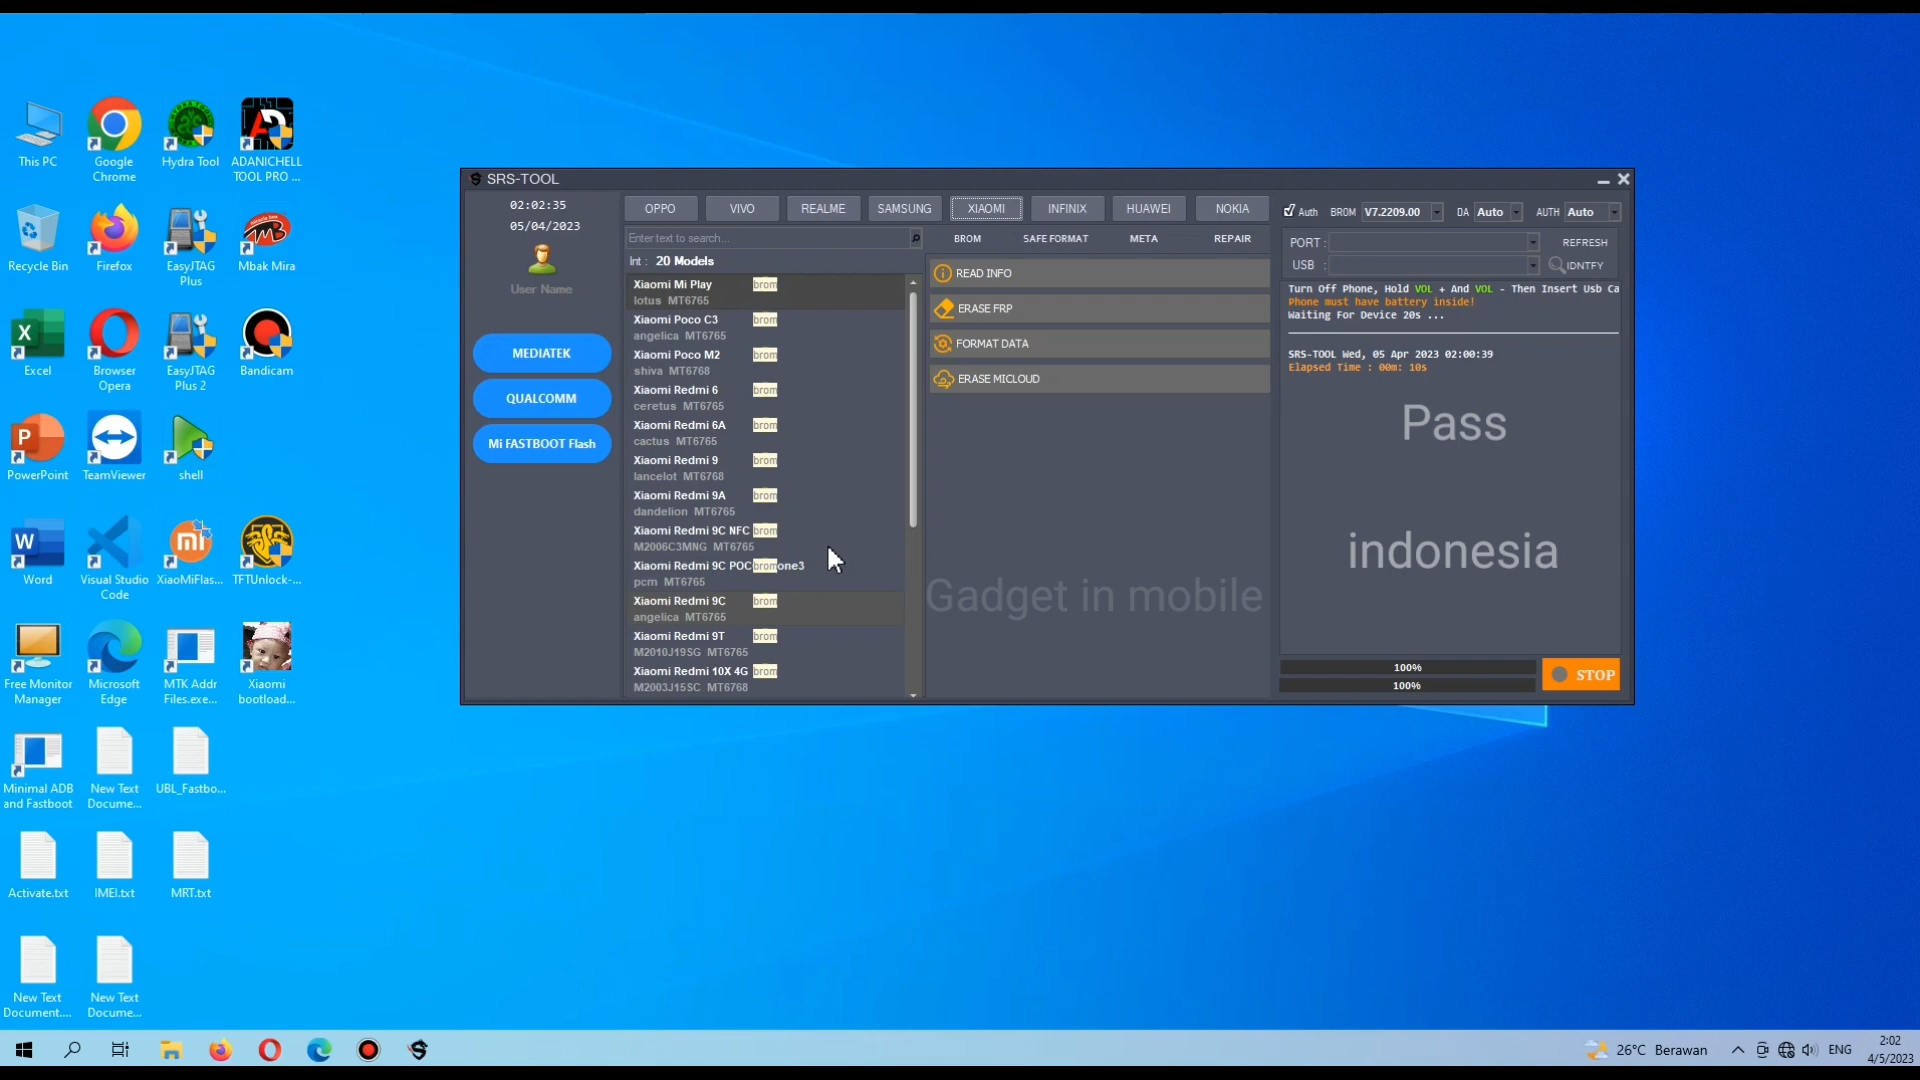 This PC
Google
Chrome
Hydra Tool
ADANICHELL
TOOL PRO ...
Recycle Bin
Firefox
EasyJTAG
Plus
Mbak Mira
Excel
Browser
Opera
EasyJTAG
Plus 2
Bandicam
PowerPoint
TeamViewer
shell
Word
Visual Studio
Code
XiaoMiFlas...
TFTUnlock-...
Free Monitor
Manager
Microsoft
Edge
MTK Addr
Files.exe...
Xiaomi
bootload...
Minimal ADB
and Fastboot
New Text
Docume...
UBL_Fastbo...
Activate.txt
IMEI.txt
MRT.txt
New Text
Document....
New Text
Docume...
SRS-TOOL
02:02:35
05/04/2023
User Name
MEDIATEK
QUALCOMM
Mi FASTBOOT Flash
OPPO VIVO REALME SAMSUNG XIAOMI INFINIX HUAWEI NOKIA
Enter text to search...
Int : 20 Models
Xiaomi Mi Play brom
lotus MT6765
Xiaomi Poco C3 brom
angelica MT6765
Xiaomi Poco M2 brom
shiva MT6768
Xiaomi Redmi 6 brom
ceretus MT6765
Xiaomi Redmi 6A brom
cactus MT6765
Xiaomi Redmi 9 brom
lancelot MT6768
Xiaomi Redmi 9A brom
dandelion MT6765
Xiaomi Redmi 9C NFC brom
M2006C3MNG MT6765
Xiaomi Redmi 9C POC brom one3
pcm MT6765
Xiaomi Redmi 9C brom
angelica MT6765
Xiaomi Redmi 9T brom
M2010J19SG MT6765
Xiaomi Redmi 10X 4G brom
M2003J15SC MT6768
BROM SAFE FORMAT META REPAIR
READ INFO
ERASE FRP
FORMAT DATA
ERASE MICLOUD
Gadget in mobile
Auth BROM V7.2209.00 DA Auto AUTH Auto
PORT : REFRESH
USB : IDNTFY
Turn Off Phone, Hold VOL + And VOL - Then Insert Usb Ca
Phone must have battery inside!
Waiting For Device 20s ...
SRS-TOOL Wed, 05 Apr 2023 02:00:39
Elapsed Time : 00m: 10s
Pass
indonesia
100%
100%
STOP
26°C Berawan
ENG
2:02
4/5/2023